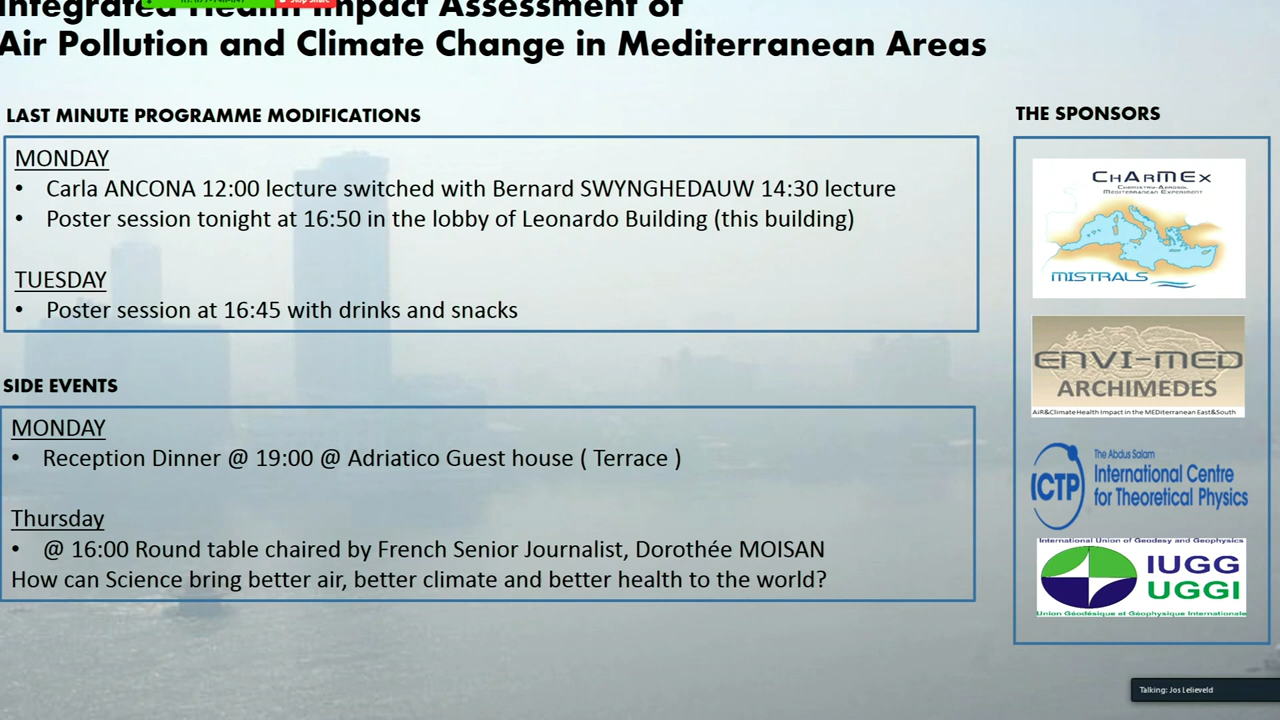 Integrated Health Impact Assessment of
Air Pollution and Climate Change in Mediterranean Areas
LAST MINUTE PROGRAMME MODIFICATIONS
MONDAY
• Carla ANCONA 12:00 lecture switched with Bernard SWYNGHEDAUW 14:30 lecture
• Poster session tonight at 16:50 in the lobby of Leonardo Building (this building)
TUESDAY
• Poster session at 16:45 with drinks and snacks
SIDE EVENTS
MONDAY
• Reception Dinner @ 19:00 @ Adriatico Guest house ( Terrace )
Thursday
• @ 16:00 Round table chaired by French Senior Journalist, Dorothée MOISAN
How can Science bring better air, better climate and better health to the world?
THE SPONSORS
CHARMEX
CHEMISTRY-AEROSOL
MEDITERRANEAN EXPERIMENT
MISTRALS
ENVI-MED
ARCHIMEDES
AiR&Climate Health Impact in the MEDiterranean East&South
The Abdus Salam
ICTP
International Centre
for Theoretical Physics
International Union of Geodesy and Geophysics
IUGG
UGGI
Union Géodésique et Géophysique Internationale
Talking: Jos Lelieveld